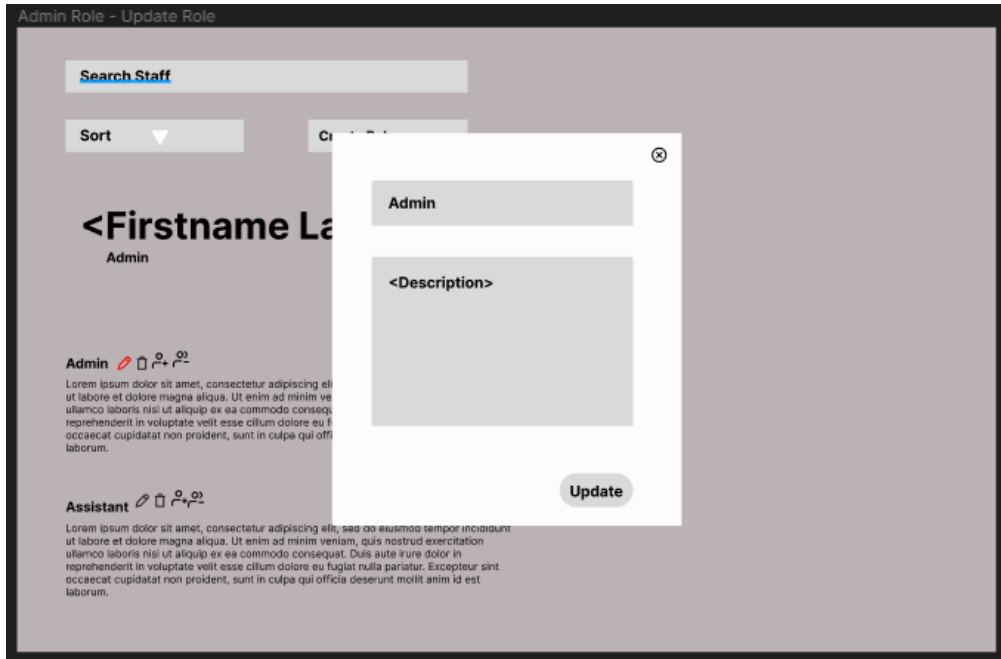 Admin Role - Update Role
Search Staff
Sort
Admin
<Description>
Update
<Firstname
Admin
Admin
Lorem ipsum dolor sit amet, consectetur adipiscing
ut labore et dolore magna aliqua. Ut enim ad minim
ullamco laboris nisi ut aliquip ex ea commodo
reprehenderit in voluptate velit esse cillum dolore eu
occaecat cupidatat non proident, sunt in culpa qui
laborum.
Assistant
Lorem ipsum dolor sit amet, consectetur adipiscing elit, sed do eiusmod tempor incididunt
ut labore et dolore magna aliqua. Ut enim ad minim veniam, quis nostrud exercitation
ullamco laboris nisi ut aliquip ex ea commodo consequat. Duis aute irure dolor in
reprehenderit in voluptate velit esse cillum dolore eu fugiat nulla pariatur. Excepteur sint
occaecat cupidatat non proident, sunt in culpa qui officia deserunt mollit anim id est
laborum.